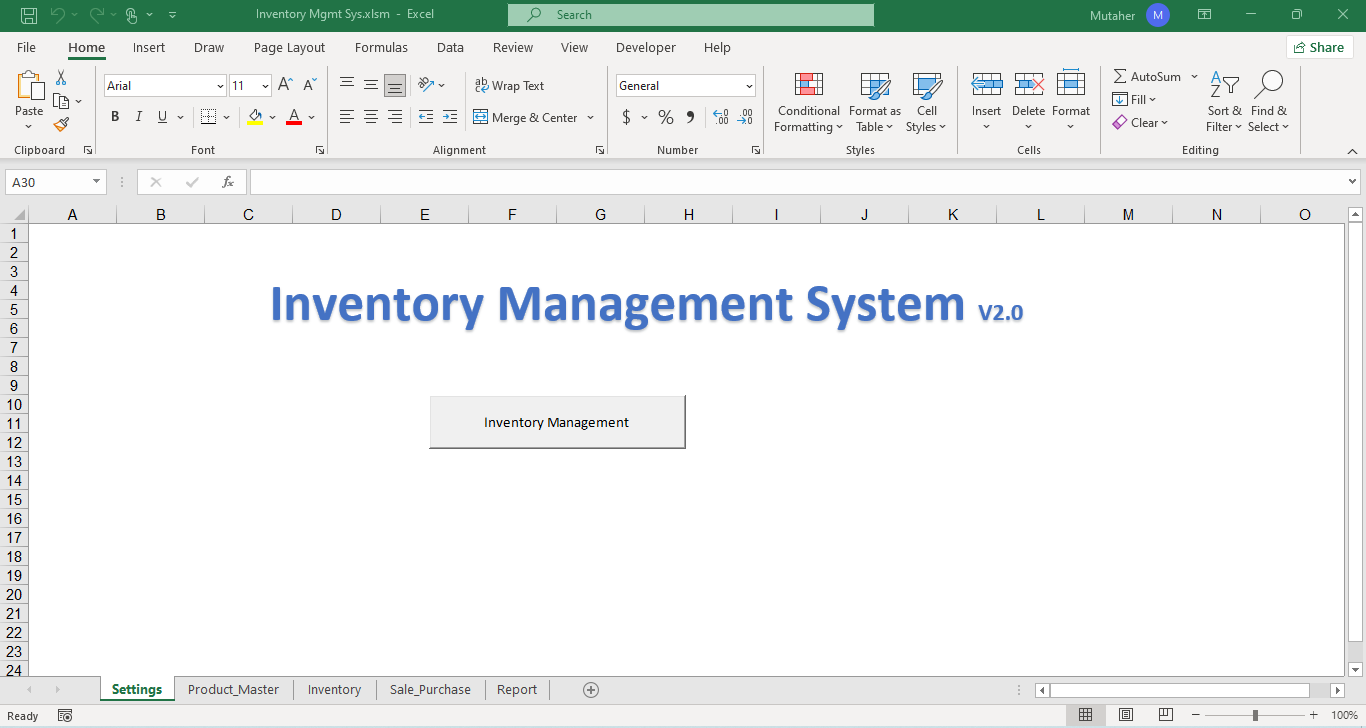 Inventory Mgmt Sys.xlsm - Excel
Search
Mutaher M
File Home Insert Draw Page Layout Formulas Data Review View Developer Help
Share
Paste
Clipboard
Arial 11 A A
B I U A
Font
ab Wrap Text
Merge & Center
Alignment
General
$ % 9 .00 .00
Number
Conditional Formatting
Format as Table
Cell Styles
Styles
Insert Delete Format
Cells
AutoSum
Fill
Clear
Sort & Filter
Find & Select
Editing
A30
fx
A B C D E F G H I J K L M N O
1
2
3
4
5
6
7
8
9
10
11
12
13
14
15
16
17
18
19
20
21
22
23
24
Inventory Management System V2.0
Inventory Management
Settings Product_Master Inventory Sale_Purchase Report
Ready
100%